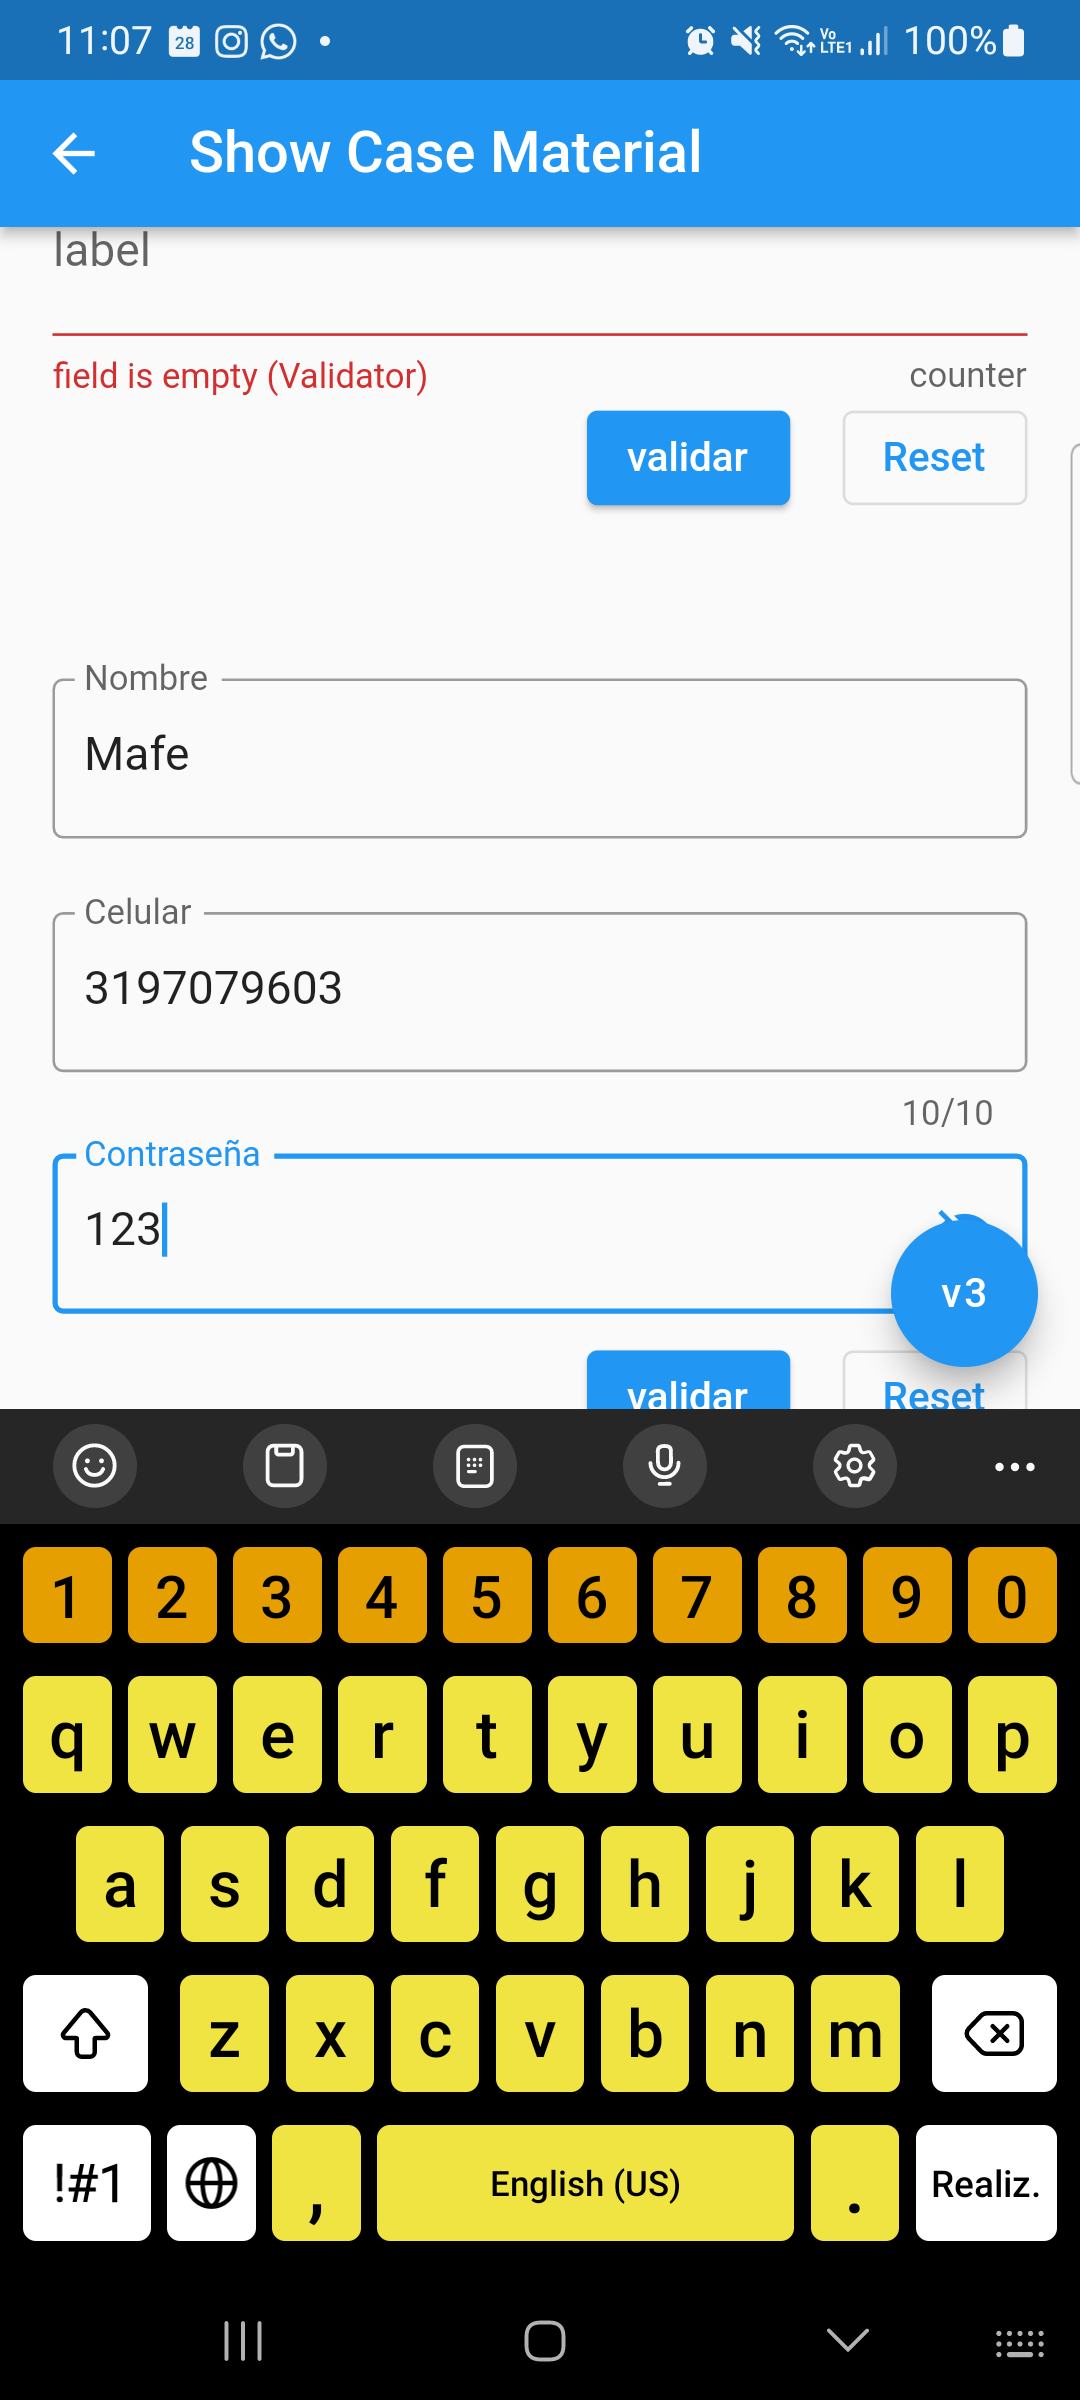 11:07 28 Vo LTE1 100%
Show Case Material
label
field is empty (Validator) counter
validar Reset
Nombre
Mafe
Celular
3197079603
10/10
Contraseña
123
v3
validar Reset
1 2 3 4 5 6 7 8 9 0
q w e r t y u i o p
a s d f g h j k l
z x c v b n m
!#1 , English (US) . Realiz.